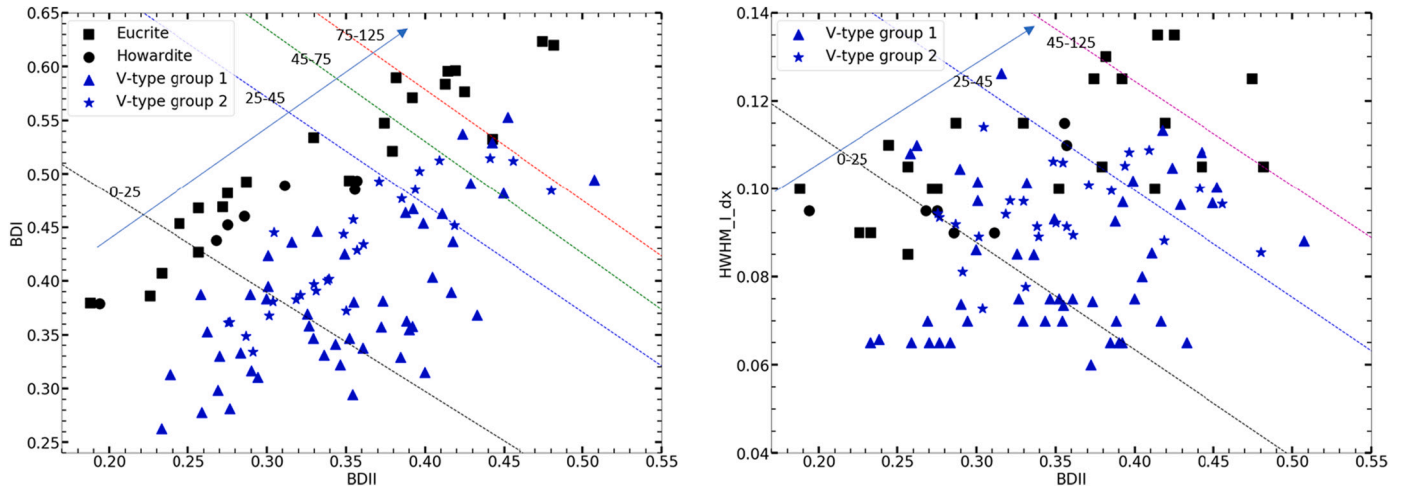 0.65
0.60
0.55
0.50
0.45
0.40
0.35
0.30
0.25
BDI
Eucrite
Howardite
V-type group 1
V-type group 2
75-125
45-75
25-45
0-25
0.20 0.25 0.30 0.35 0.40 0.45 0.50 0.55
BDII
0.14
0.12
0.10
0.08
0.06
0.04
HWHM_I_dx
V-type group 1
V-type group 2
45-125
25-45
0-25
0.20 0.25 0.30 0.35 0.40 0.45 0.50 0.55
BDII